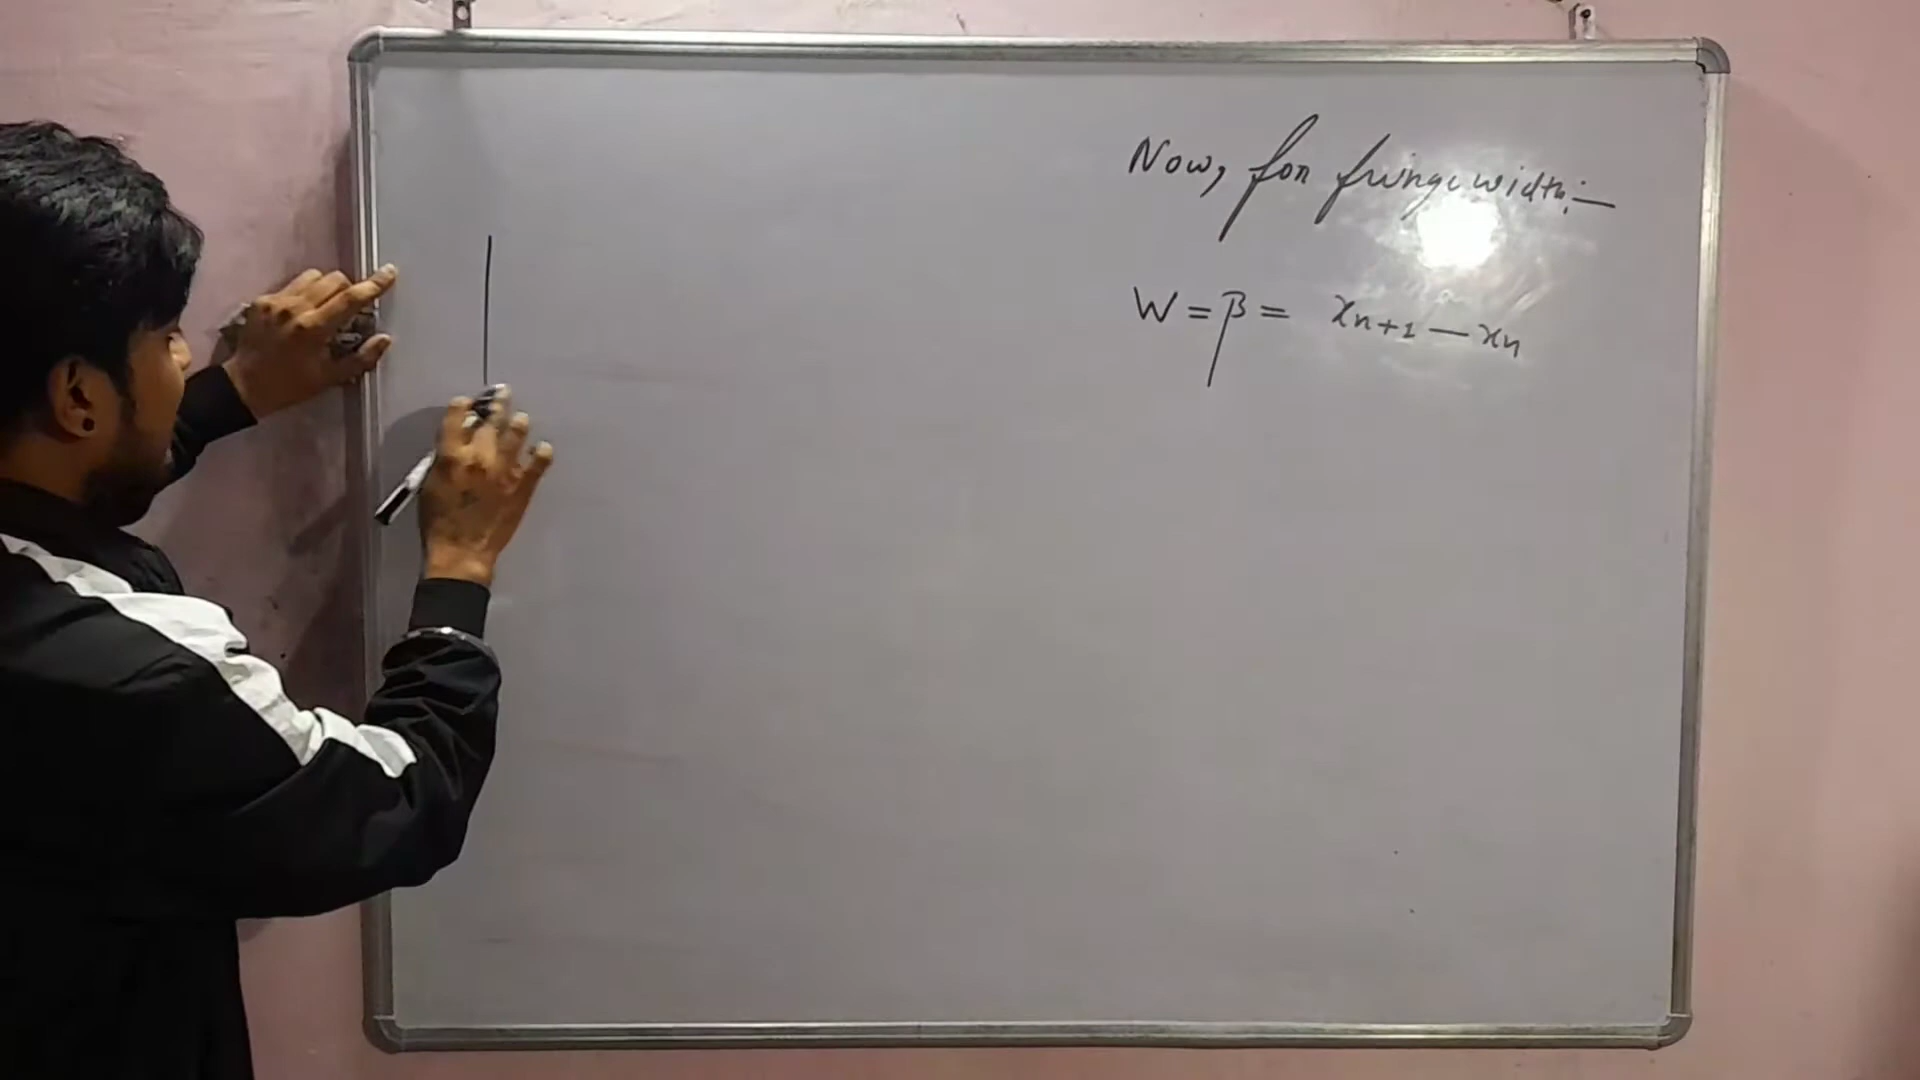 Now, for fringe width:—
W = β = xn+1 — xn